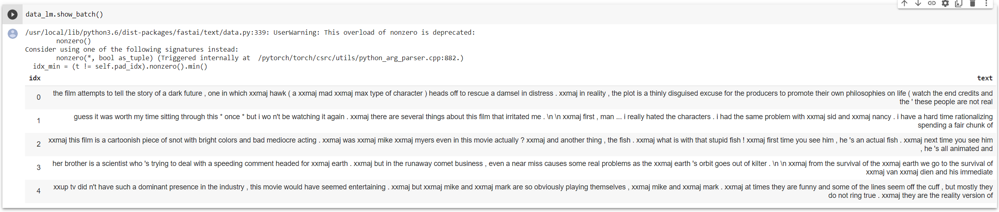 data_lm.show_batch()
/usr/local/lib/python3.6/dist-packages/fastai/text/data.py:339: UserWarning: This overload of nonzero is deprecated:
nonzero()
Consider using one of the following signatures instead:
nonzero(*, bool as_tuple) (Triggered internally at  /pytorch/torch/csrc/utils/python_arg_parser.cpp:882.)
idx_min = (t != self.pad_idx).nonzero().min()
idx text
0 the film attempts to tell the story of a dark future , one in which xxmaj hawk ( a xxmaj mad xxmaj max type of character ) heads off to rescue a damsel in distress . xxmaj in reality , the plot is a thinly disguised excuse for the producers to promote their own philosophies on life ( watch the end credits and
the ' these people are not real
1 guess it was worth my time sitting through this * once * but i wo n't be watching it again . xxmaj there are several things about this film that irritated me . \n \n xxmaj first , man ... i really hated the characters . i had the same problem with xxmaj sid and xxmaj nancy . i have a hard time rationalizing
spending a fair chunk of
2 xxmaj this film is a cartoonish piece of snot with bright colors and bad mediocre acting . xxmaj was xxmaj mike xxmaj myers even in this movie actually ? xxmaj and another thing , the fish . xxmaj what is with that stupid fish ! xxmaj first time you see him , he 's an actual fish . xxmaj next time you see him
, he 's all animated and
3 her brother is a scientist who 's trying to deal with a speeding comment headed for xxmaj earth . xxmaj but in the runaway comet business , even a near miss causes some real problems as the xxmaj earth 's orbit goes out of kilter . \n \n xxmaj from the survival of the xxmaj earth we go to the survival of
xxmaj van xxmaj dien and his immediate
4 xxup tv did n't have such a dominant presence in the industry , this movie would have seemed entertaining . xxmaj but xxmaj mike and xxmaj mark are so obviously playing themselves , xxmaj mike and xxmaj mark . xxmaj at times they are funny and some of the lines seem off the cuff , but mostly they
do not ring true . xxmaj they are the reality version of